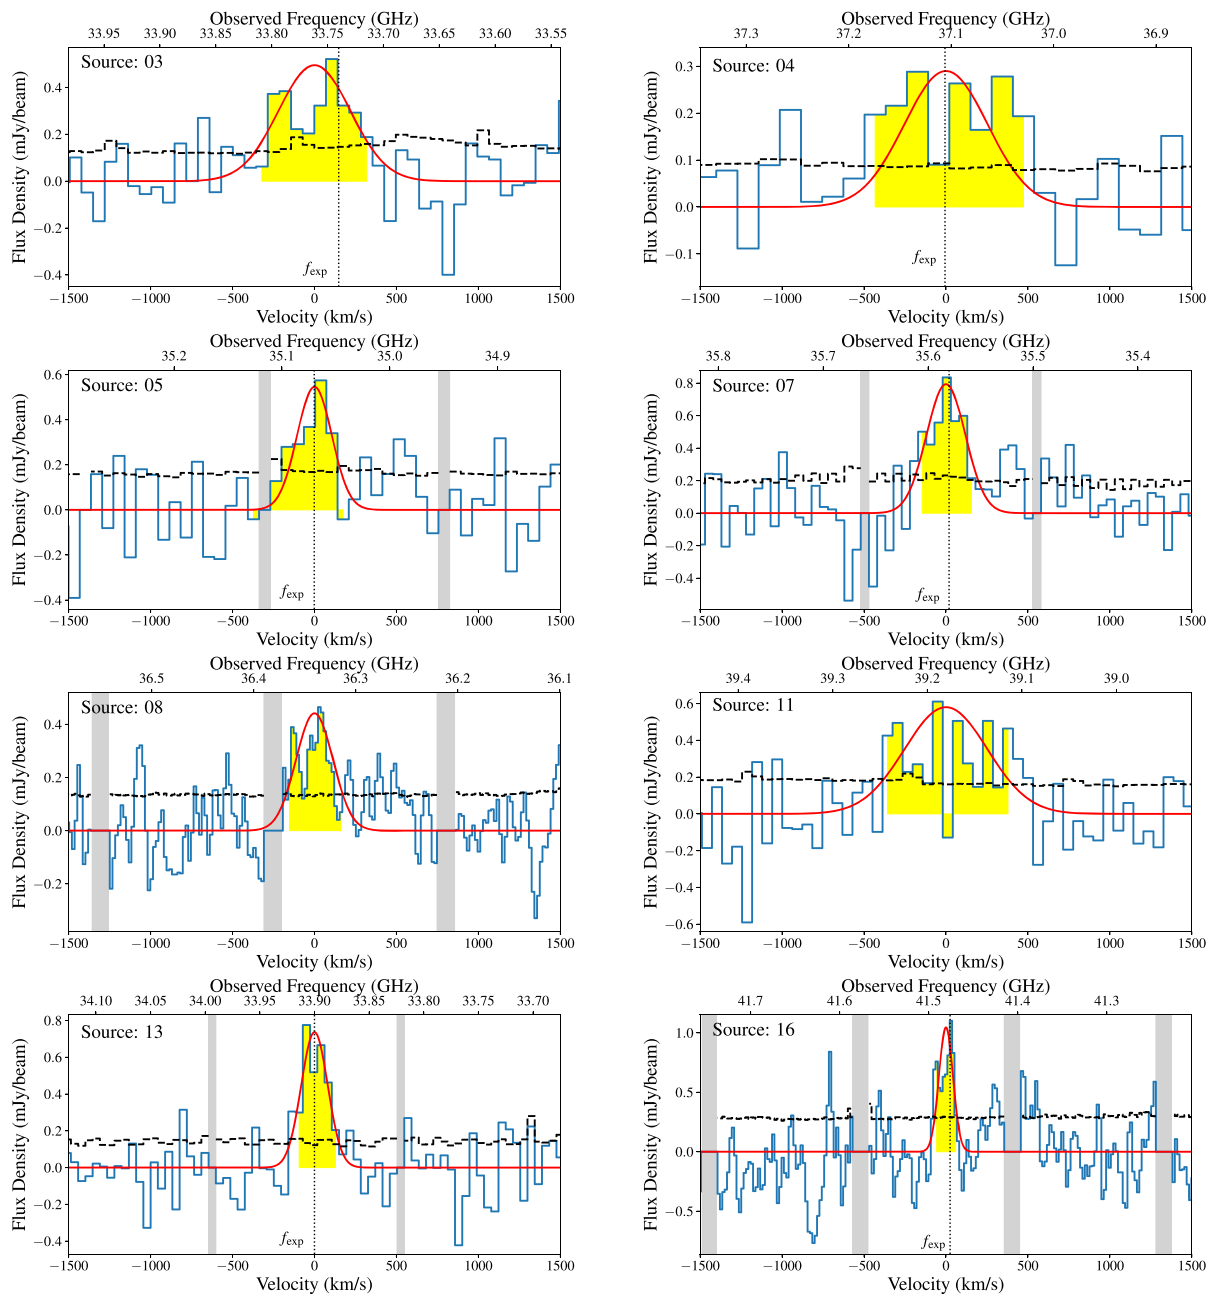 Observed Frequency (GHz)
33.95 33.90 33.85 33.80 33.75 33.70 33.65 33.60 33.55
Source: 03
Flux Density (mJy/beam)
0.4
0.2
0.0
−0.2
−0.4
f_exp
−1500 −1000 −500 0 500 1000 1500
Velocity (km/s)
Observed Frequency (GHz)
37.3 37.2 37.1 37.0 36.9
Source: 04
Flux Density (mJy/beam)
0.3
0.2
0.1
0.0
−0.1
f_exp
−1500 −1000 −500 0 500 1000 1500
Velocity (km/s)
Observed Frequency (GHz)
35.2 35.1 35.0 34.9
Source: 05
Flux Density (mJy/beam)
0.6
0.4
0.2
0.0
−0.2
−0.4
f_exp
−1500 −1000 −500 0 500 1000 1500
Velocity (km/s)
Observed Frequency (GHz)
35.8 35.7 35.6 35.5 35.4
Source: 07
Flux Density (mJy/beam)
0.8
0.6
0.4
0.2
0.0
−0.2
−0.4
f_exp
−1500 −1000 −500 0 500 1000 1500
Velocity (km/s)
Observed Frequency (GHz)
36.5 36.4 36.3 36.2 36.1
Source: 08
Flux Density (mJy/beam)
0.4
0.2
0.0
−0.2
−1500 −1000 −500 0 500 1000 1500
Velocity (km/s)
Observed Frequency (GHz)
39.4 39.3 39.2 39.1 39.0
Source: 11
Flux Density (mJy/beam)
0.6
0.4
0.2
0.0
−0.2
−0.4
−0.6
−1500 −1000 −500 0 500 1000 1500
Velocity (km/s)
Observed Frequency (GHz)
34.10 34.05 34.00 33.95 33.90 33.85 33.80 33.75 33.70
Source: 13
Flux Density (mJy/beam)
0.8
0.6
0.4
0.2
0.0
−0.2
−0.4
f_exp
−1500 −1000 −500 0 500 1000 1500
Velocity (km/s)
Observed Frequency (GHz)
41.7 41.6 41.5 41.4 41.3
Source: 16
Flux Density (mJy/beam)
1.0
0.5
0.0
−0.5
f_exp
−1500 −1000 −500 0 500 1000 1500
Velocity (km/s)